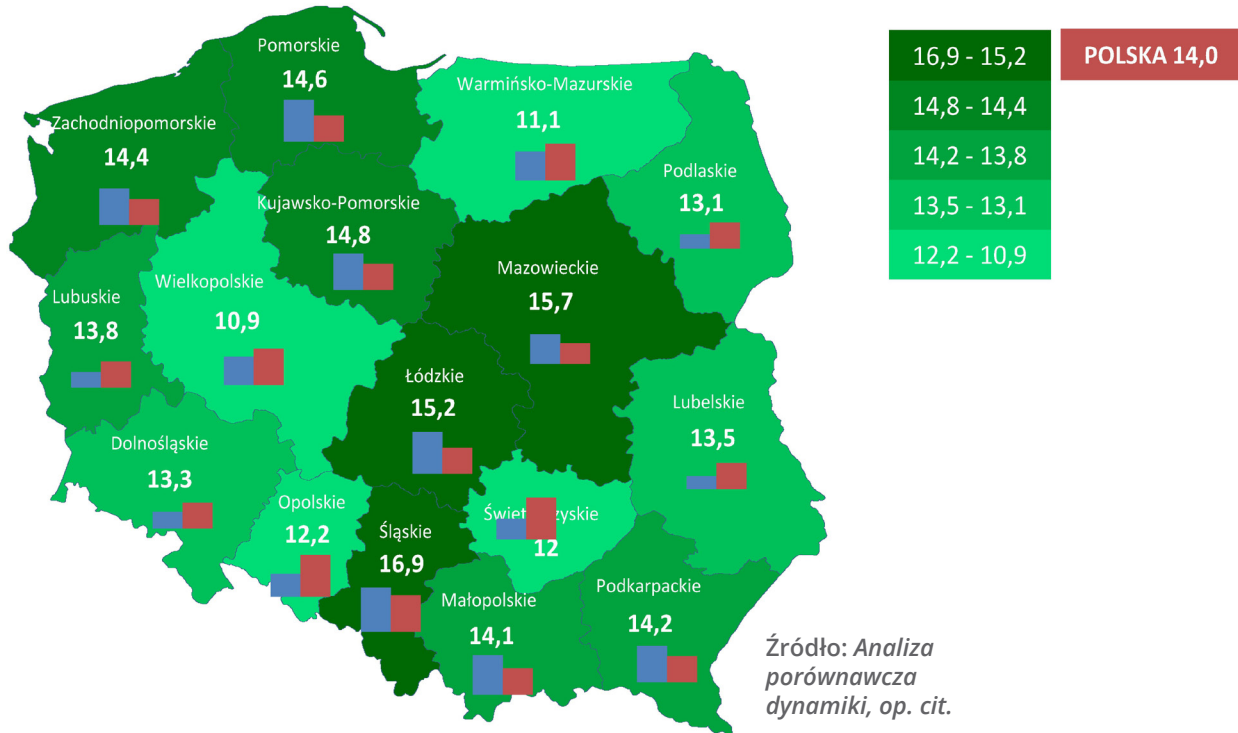 Pomorskie
14,6
Warmińsko-Mazurskie
11,1
Zachodniopomorskie
14,4
Podlaskie
13,1
Kujawsko-Pomorskie
14,8
Mazowieckie
15,7
Lubuskie
13,8
Wielkopolskie
10,9
Łódzkie
15,2
Lubelskie
13,5
Dolnośląskie
13,3
Opolskie
12,2
Śląskie
16,9
12
Małopolskie
14,1
Podkarpackie
14,2
16,9 - 15,2
14,8 - 14,4
14,2 - 13,8
13,5 - 13,1
12,2 - 10,9
POLSKA 14,0
Źródło: Analiza
porównawcza
dynamiki, op. cit.